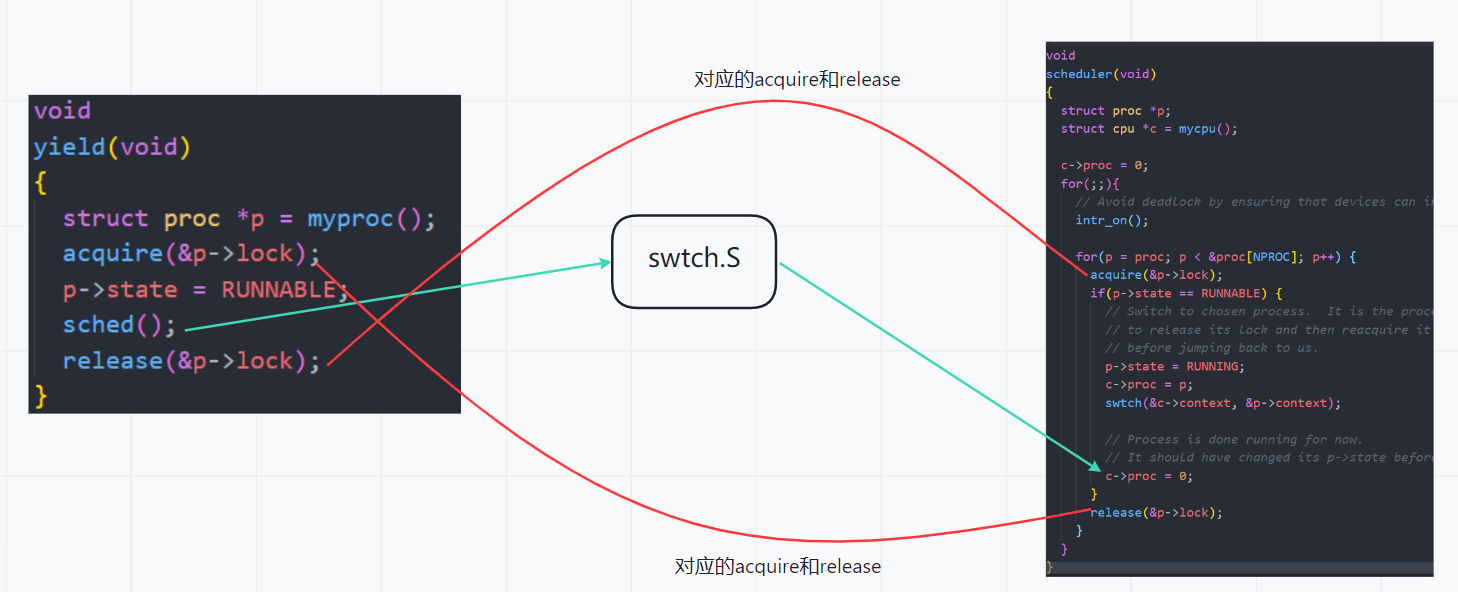 对应的acquire和release
void
yield(void)
{
struct proc *p = myproc();
acquire(&p->lock);
p->state = RUNNABLE;
sched();
release(&p->lock);
}
swtch.S
void
scheduler(void)
{
struct proc *p;
struct cpu *c = mycpu();
c->proc = 0;
for(;;){
// Avoid deadlock by ensuring that devices can
intr_on();
for(p = proc; p < &proc[NPROC]; p++) {
acquire(&p->lock);
if(p->state == RUNNABLE) {
// Switch to chosen process.  It is the
// to release its lock and then reacquire it
// before jumping back to us.
p->state = RUNNING;
c->proc = p;
swtch(&c->context, &p->context);
// Process is done running for now.
// It should have changed its p->state
c->proc = 0;
}
release(&p->lock);
}
}
}
对应的acquire和release